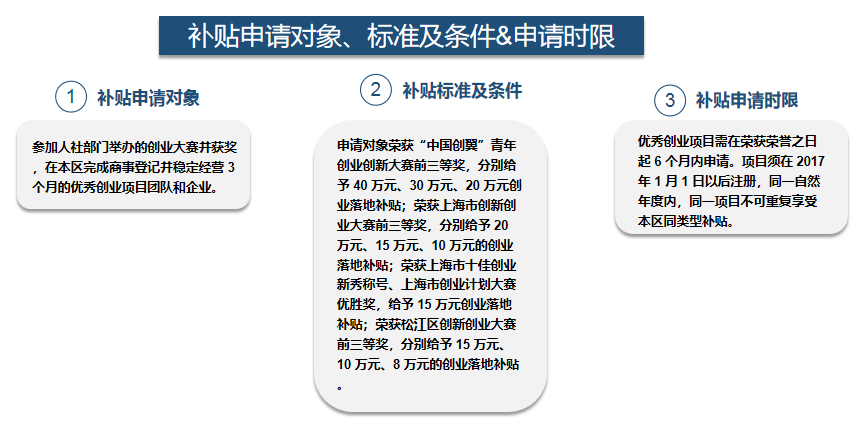 补贴申请对象、标准及条件&申请时限
1 补贴申请对象
参加人社部门举办的创业大赛并获奖
，在本区完成商事登记并稳定经营 3
个月的优秀创业项目团队和企业。
2 补贴标准及条件
申请对象荣获“中国创翼”青年
创业创新大赛前三等奖，分别给
予 40 万元、30 万元、20 万元创
业落地补贴；荣获上海市创新创
业大赛前三等奖，分别给予 20
万元、15 万元、10 万元的创业
落地补贴；荣获上海市十佳创业
新秀称号、上海市创业计划大赛
优胜奖，给予 15 万元创业落地
补贴；荣获松江区创新创业大赛
前三等奖，分别给予 15 万元、
10 万元、8 万元的创业落地补贴
。
3 补贴申请时限
优秀创业项目需在荣获荣誉之日
起 6 个月内申请。项目须在 2017
年 1 月 1 日以后注册，同一自然
年度内，同一项目不可重复享受
本区同类型补贴。